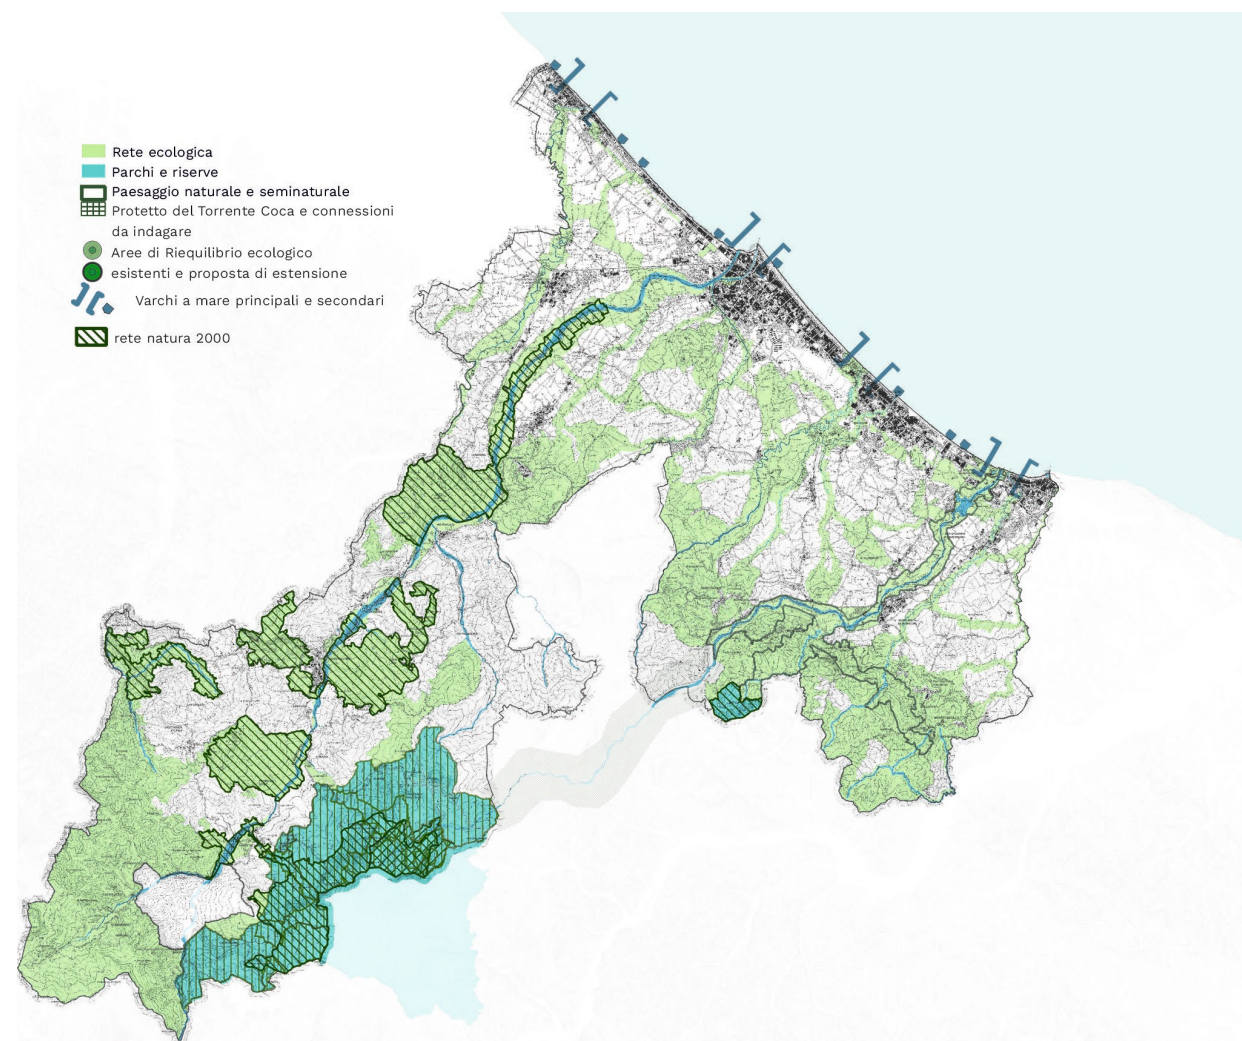 Rete ecologica
Parchi e riserve
Paesaggio naturale e seminaturale
Protetto del Torrente Coca e connessioni
da indagare
Aree di Riequilibrio ecologico
esistenti e proposta di estensione
Varchi a mare principali e secondari
rete natura 2000